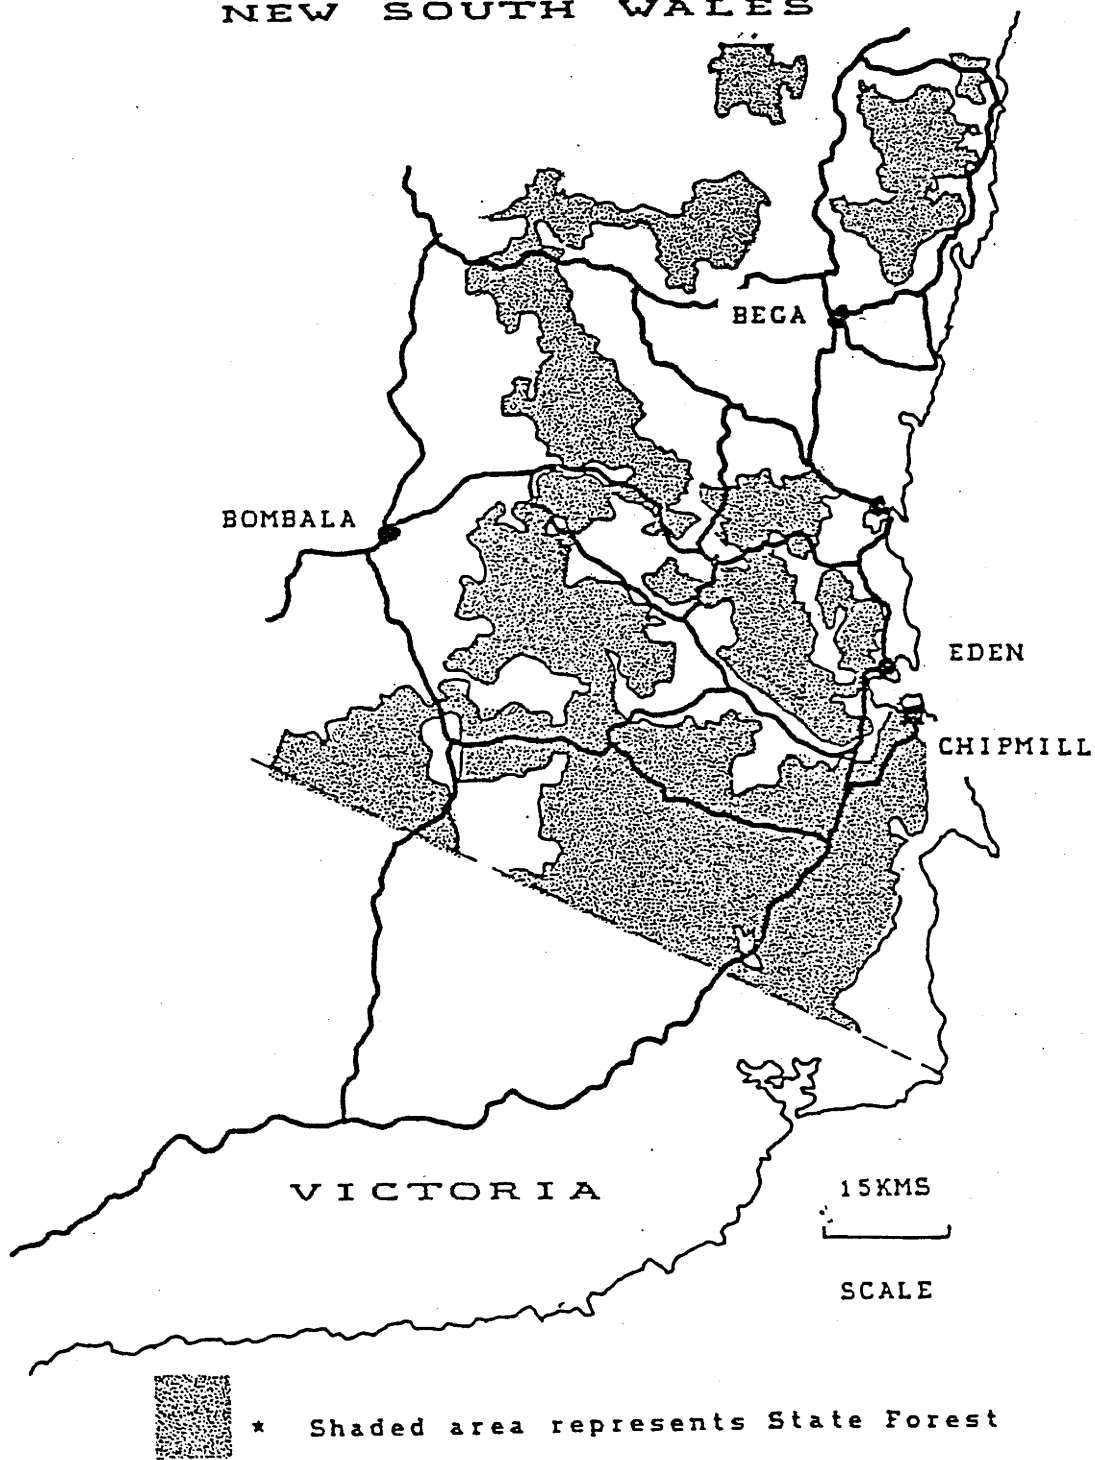 NEW SOUTH WALES
BEGA
BOMBALA
EDEN
CHIPMILL
VICTORIA
15KMS
SCALE
* Shaded area represents State Forest